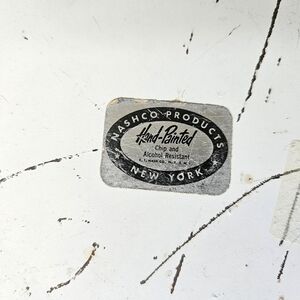 NASHCO PRODUCTS
Hand-Painted
Chip and
Alcohol Resistant
NEW YORK